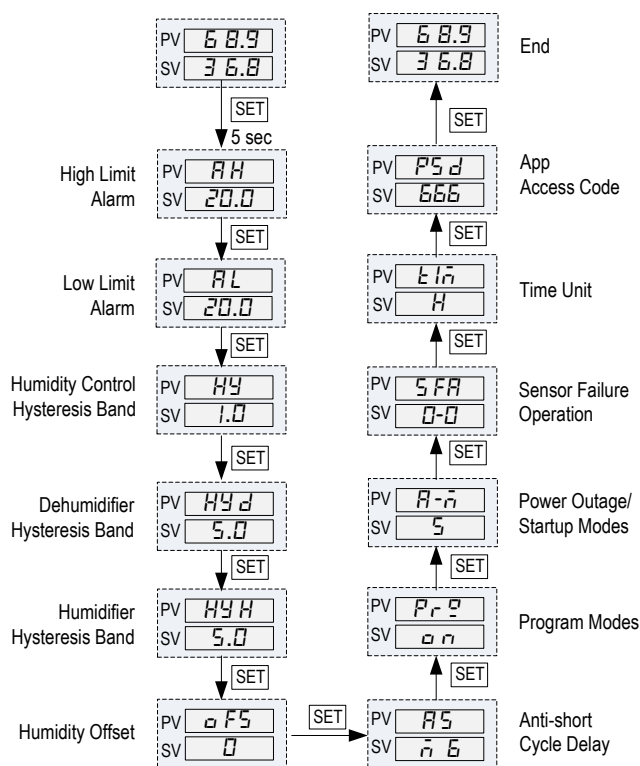 PV 68.9
SV 36.8
SET
5 sec
High Limit
Alarm
PV AH
SV 20.0
SET
Low Limit
Alarm
PV AL
SV 20.0
SET
Humidity Control
Hysteresis Band
PV HY
SV 1.0
SET
Dehumidifier
Hysteresis Band
PV HYd
SV 5.0
SET
Humidifier
Hysteresis Band
PV HYH
SV 5.0
SET
Humidity Offset
PV oFS
SV 0
SET
PV AS
SV m 6
Anti-short
Cycle Delay
SET
PV Prg
SV on
Program Modes
SET
PV A-m
SV 5
Power Outage/
Startup Modes
SET
PV SFA
SV 0-0
Sensor Failure
Operation
SET
PV tIm
SV H
Time Unit
SET
PV PSd
SV 666
App
Access Code
SET
PV 68.9
SV 36.8
End